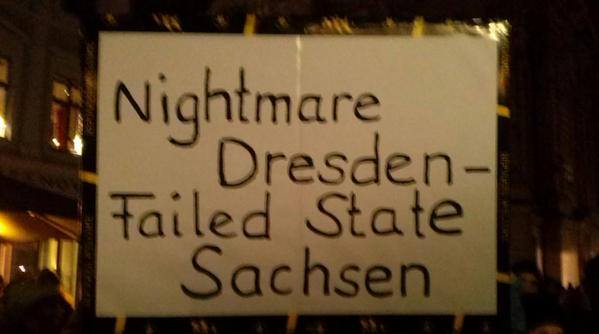 Nightmare
Dresden-
Failed State
Sachsen